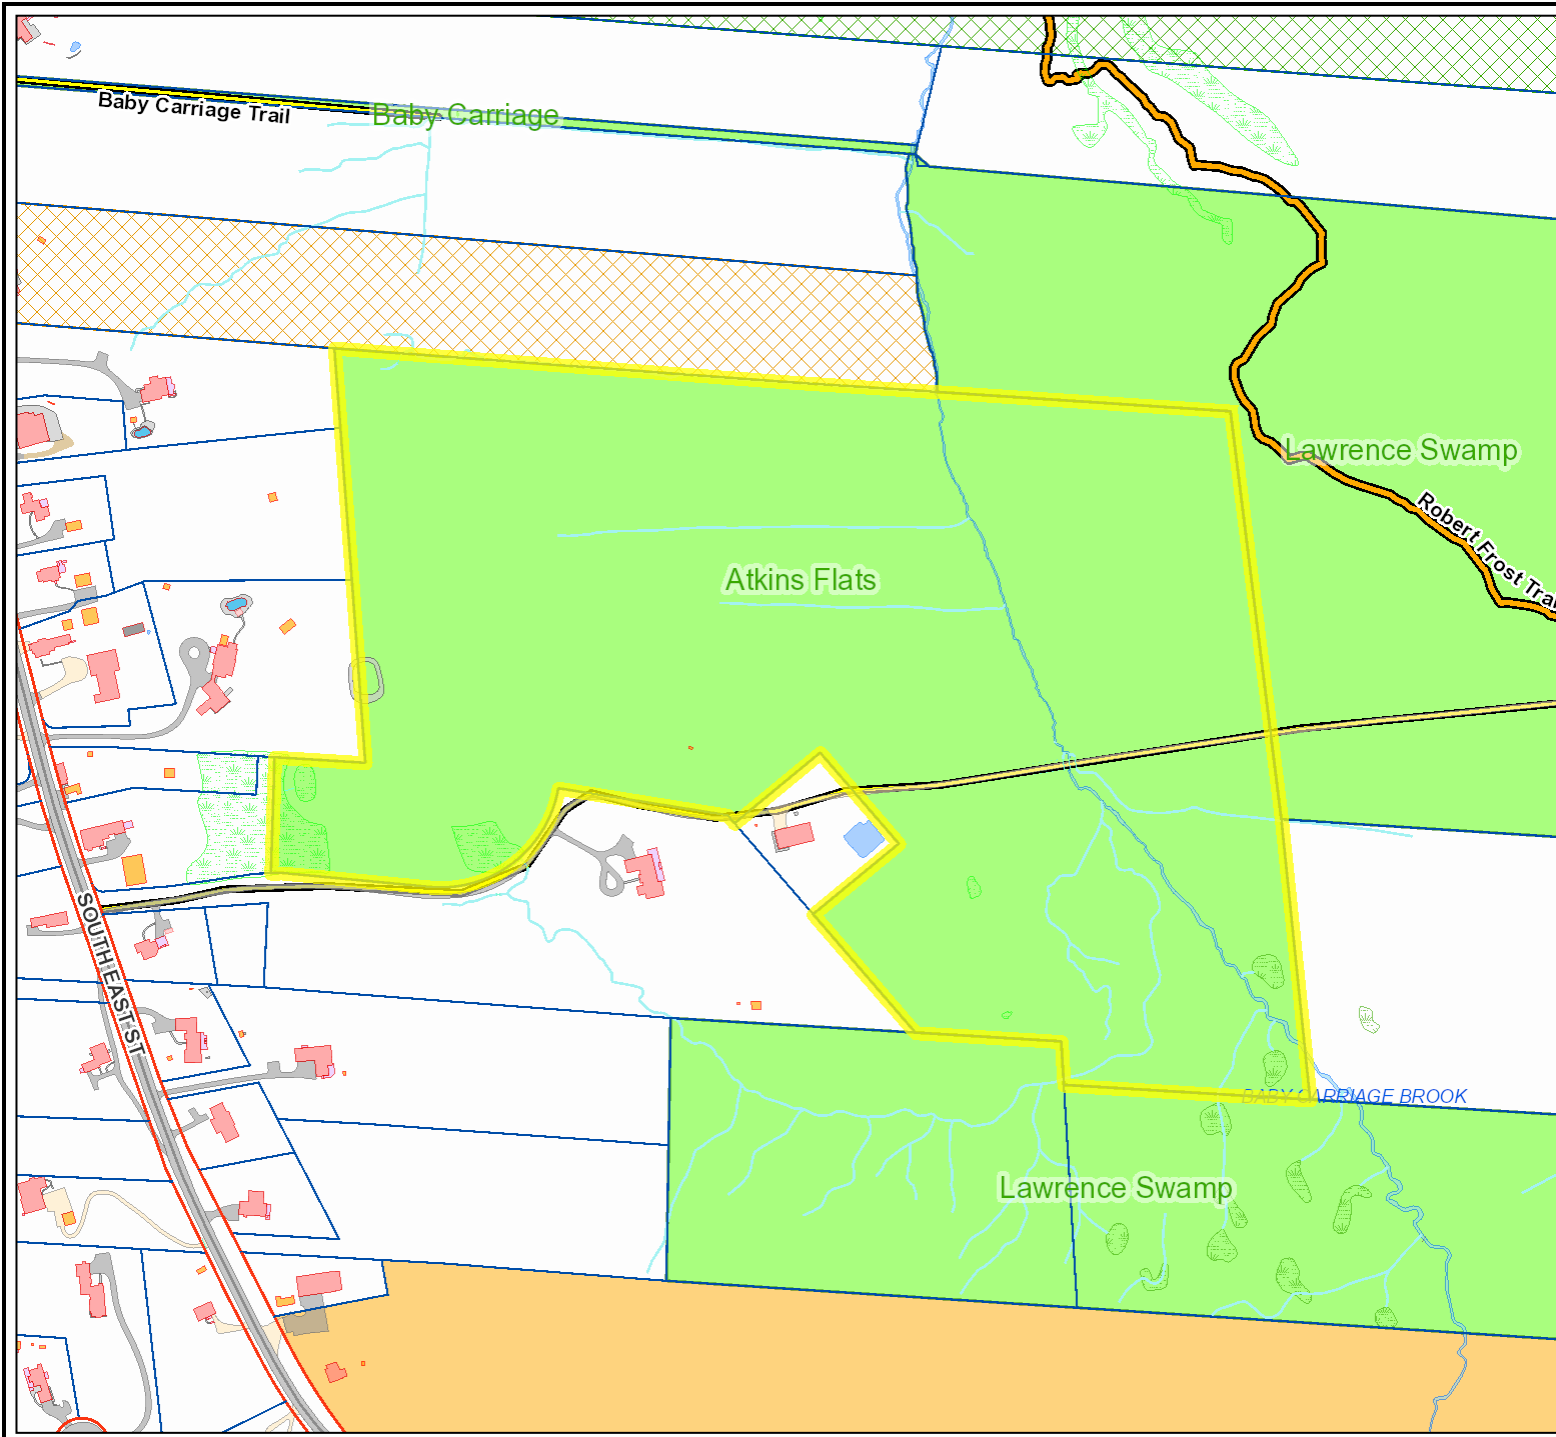 Baby Carriage Trail
Baby Carriage
Lawrence Swamp
Robert Frost Trail
Atkins Flats
SOUTH EAST ST
BABY CARRIAGE BROOK
Lawrence Swamp